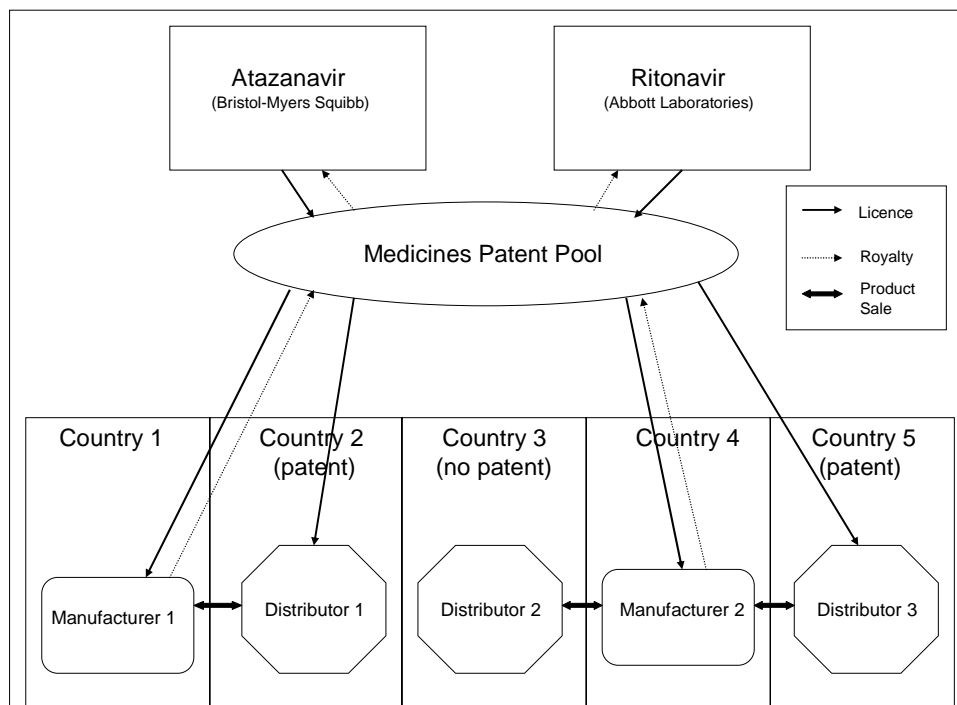 Atazanavir
(Bristol-Myers Squibb)
Ritonavir
(Abbott Laboratories)
Licence
Royalty
Product
Sale
Medicines Patent Pool
Country 1
Country 2
(patent)
Country 3
(no patent)
Country 4
Country 5
(patent)
Manufacturer 1
Distributor 1
Distributor 2
Manufacturer 2
Distributor 3